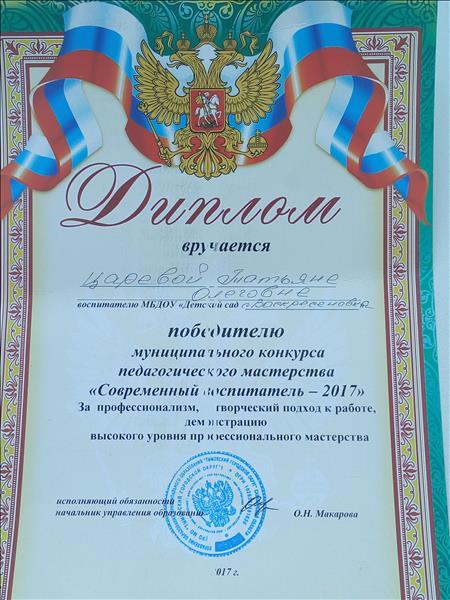 Диплом
вручается
Царевой Татьяне
Олеговне
воспитателю МБДОУ «Детский сад с. Воскресеновка
победителю
муниципального конкурса
педагогического мастерства
«Современный воспитатель – 2017»
За профессионализм, творческий подход к работе,
демонстрацию
высокого уровня профессионального мастерства
исполняющий обязанности
начальник управления образования
О.Н. Макарова
2017 г.